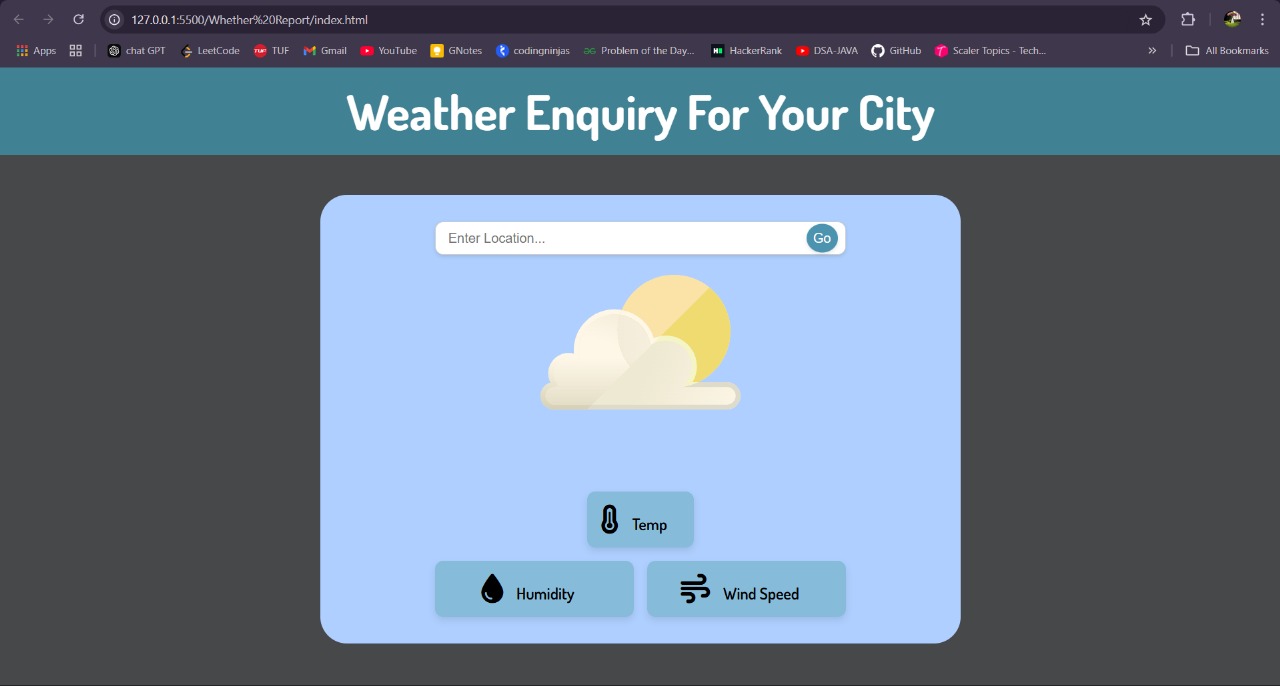 127.0.0.1:5500/Whether%20Report/index.html
Apps chat GPT LeetCode TUF Gmail YouTube GNotes codingninjas Problem of the Day... HackerRank DSA-JAVA GitHub Scaler Topics - Tech... » All Bookmarks
Weather Enquiry For Your City
Enter Location... Go
Temp
Humidity Wind Speed